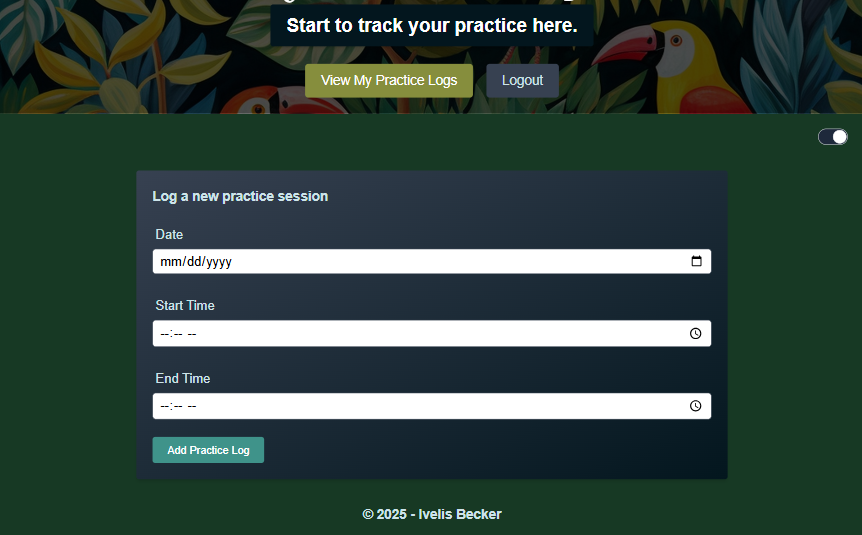 Start to track your practice here.
View My Practice Logs
Logout
Log a new practice session
Date
mm/dd/yyyy
Start Time
--:-- --
End Time
--:-- --
Add Practice Log
© 2025 - Ivelis Becker